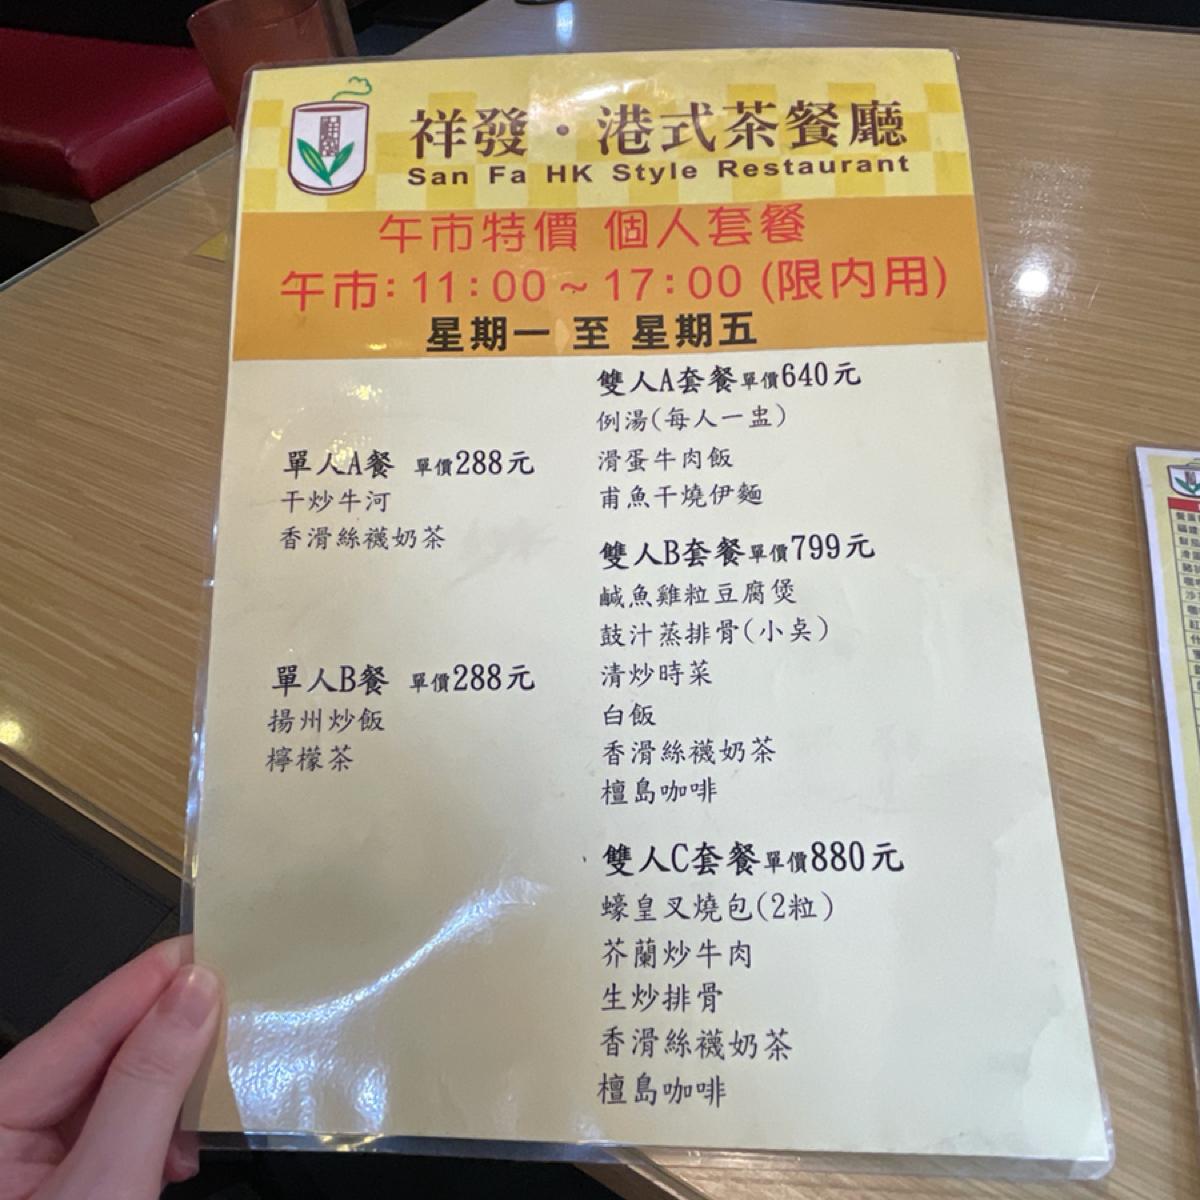 祥發·港式茶餐廳
San Fa HK Style Restaurant
午市特價 個人套餐
午市：11：00～17：00(限內用)
星期一 至 星期五
單人A餐 單價288元
干炒牛河
香滑絲襪奶茶
單人B餐 單價288元
揚州炒飯
檸檬茶
雙人A套餐單價640元
例湯(每人一盅)
滑蛋牛肉飯
甫魚干燒伊麵
雙人B套餐單價799元
鹹魚雞粒豆腐煲
鼓汁蒸排骨(小奌)
清炒時菜
白飯
香滑絲襪奶茶
檀島咖啡
雙人C套餐單價880元
蠔皇叉燒包(2粒)
芥蘭炒牛肉
生炒排骨
香滑絲襪奶茶
檀島咖啡